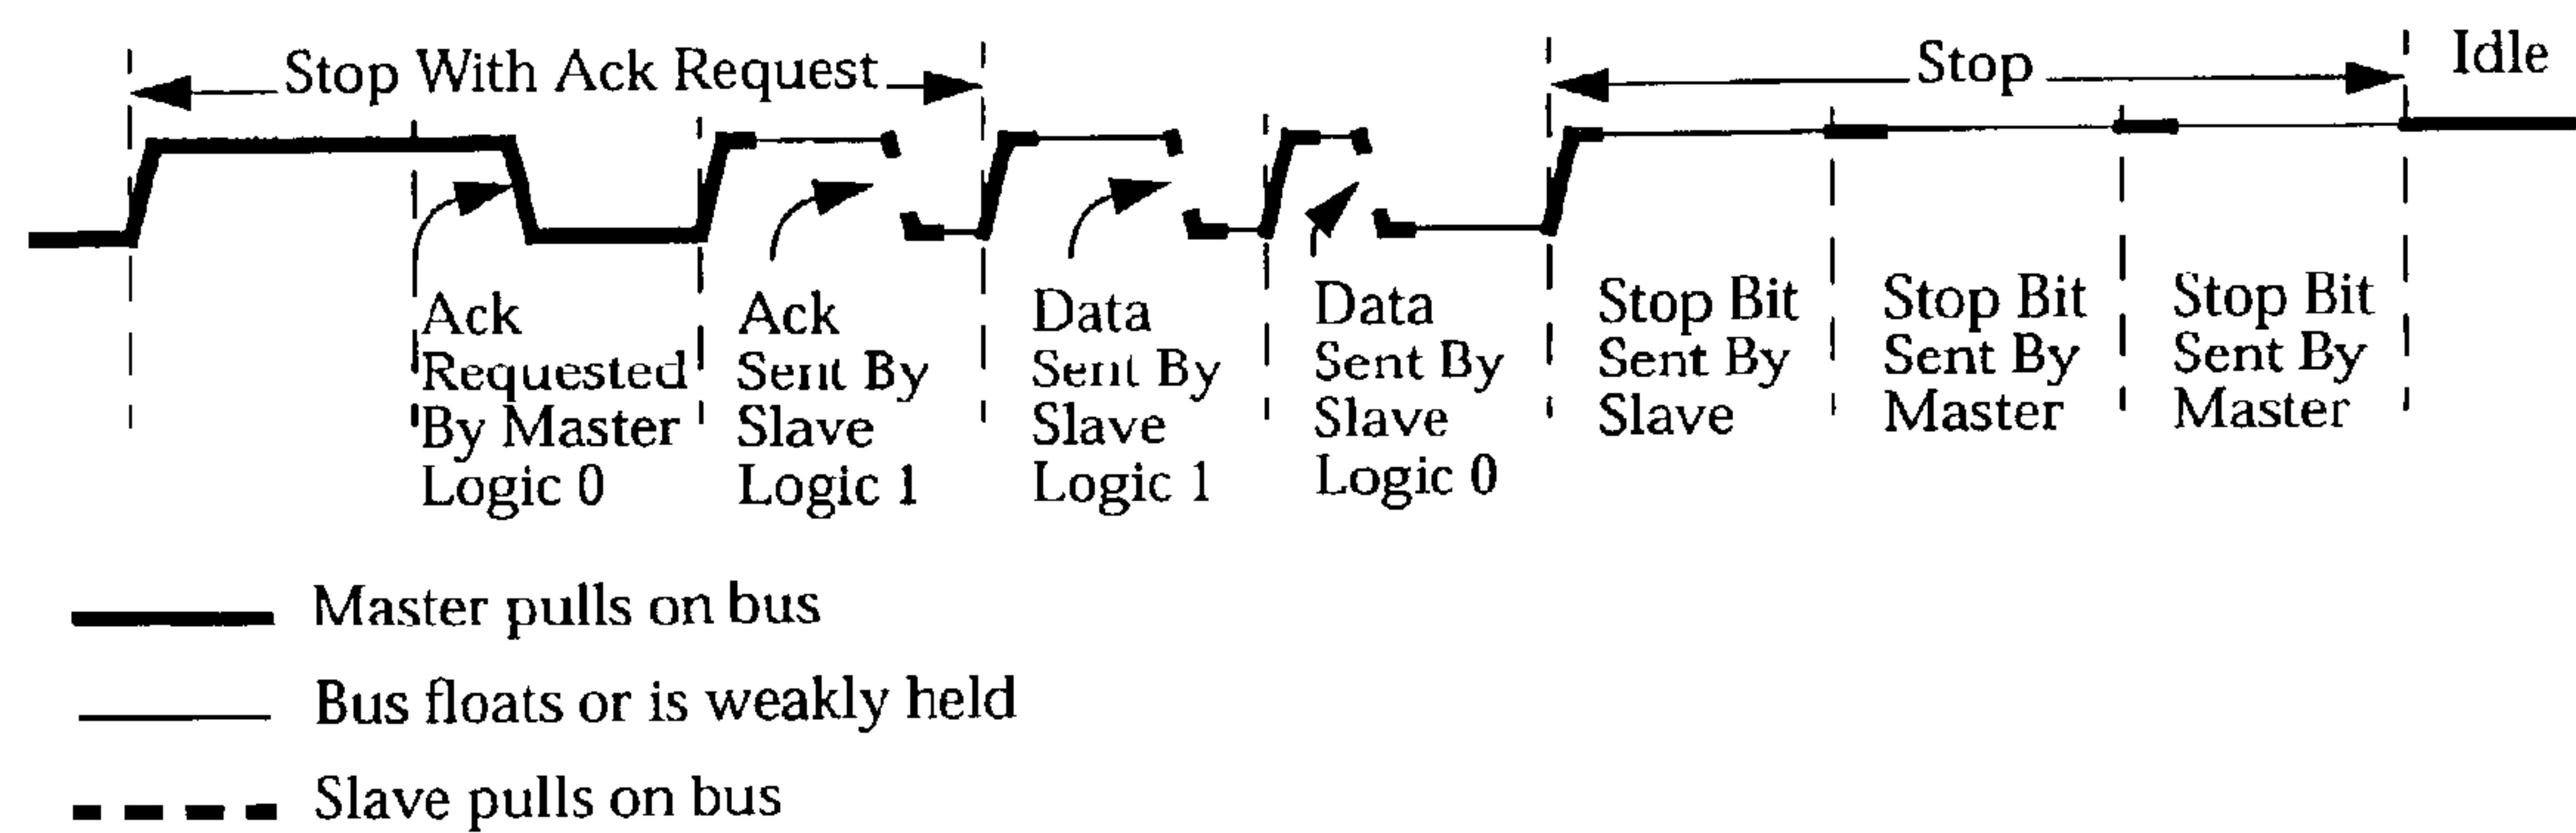 Stop With Ack Request
Stop
Idle
Ack
Requested
By Master
Logic 0
Ack
Sent By
Slave
Logic 1
Data
Sent By
Slave
Logic 1
Data
Sent By
Slave
Logic 0
Stop Bit
Sent By
Slave
Stop Bit
Sent By
Master
Stop Bit
Sent By
Master
Master pulls on bus
Bus floats or is weakly held
Slave pulls on bus